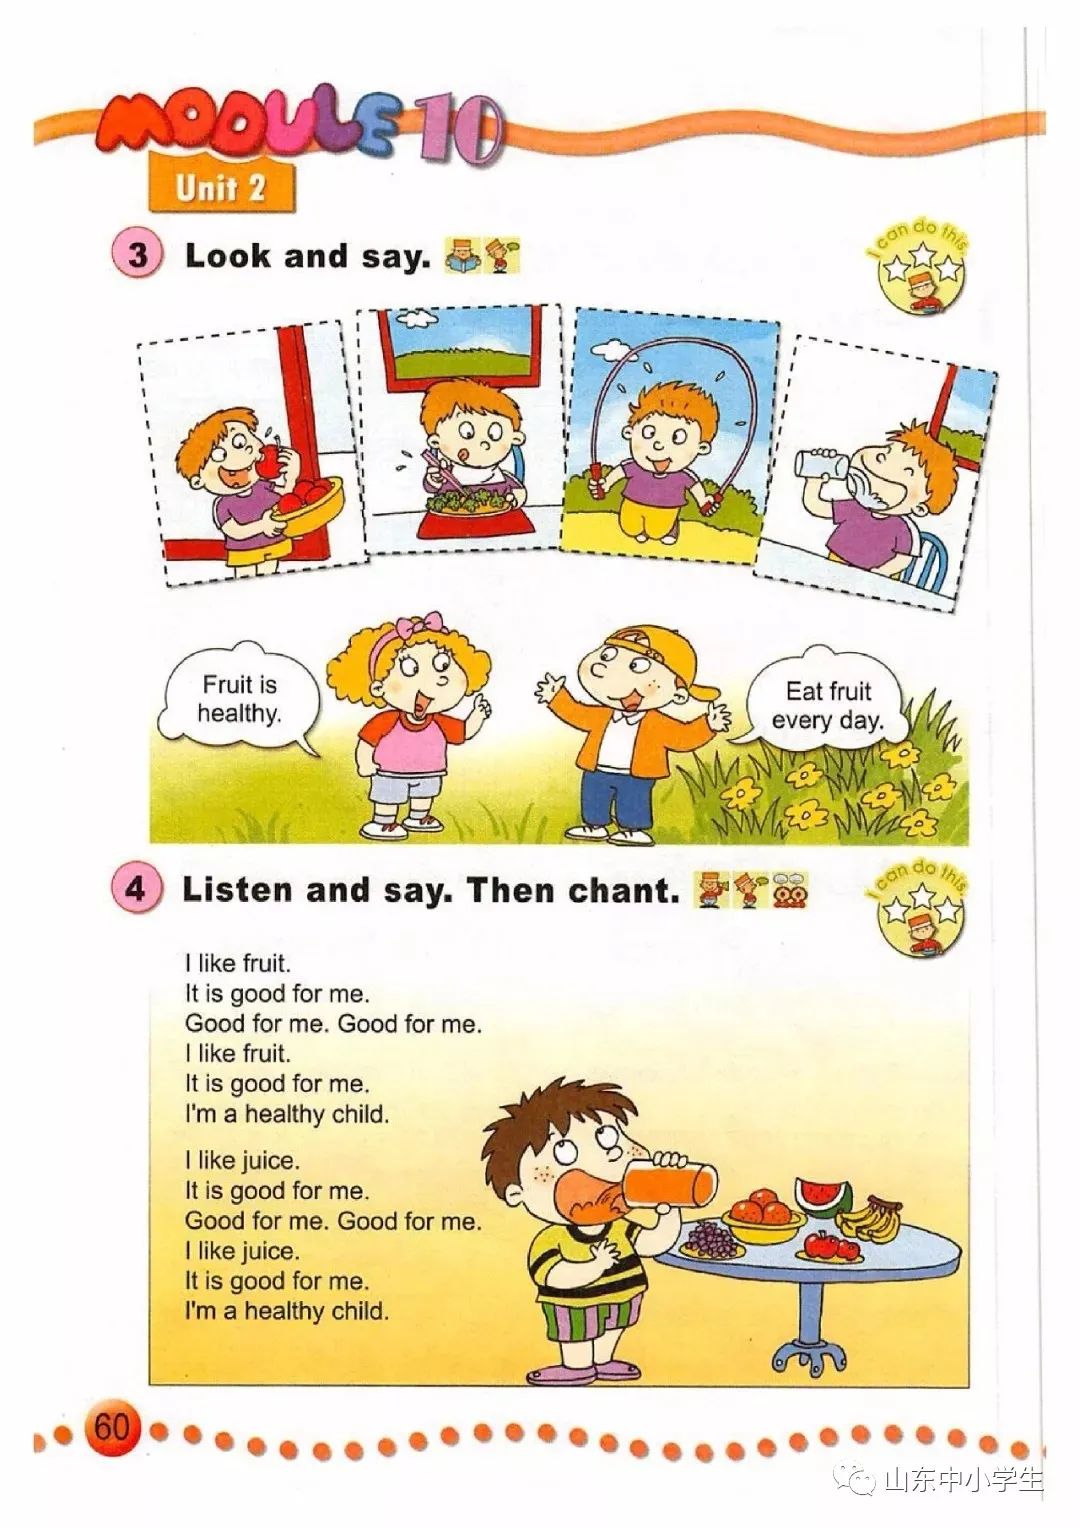 MODULE 10
Unit 2
3 Look and say.
I can do this.
Fruit is
healthy.
Eat fruit
every day.
4 Listen and say. Then chant.
I can do this.
I like fruit.
It is good for me.
Good for me. Good for me.
I like fruit.
It is good for me.
I'm a healthy child.
I like juice.
It is good for me.
Good for me. Good for me.
I like juice.
It is good for me.
I'm a healthy child.
60
山东中小学生